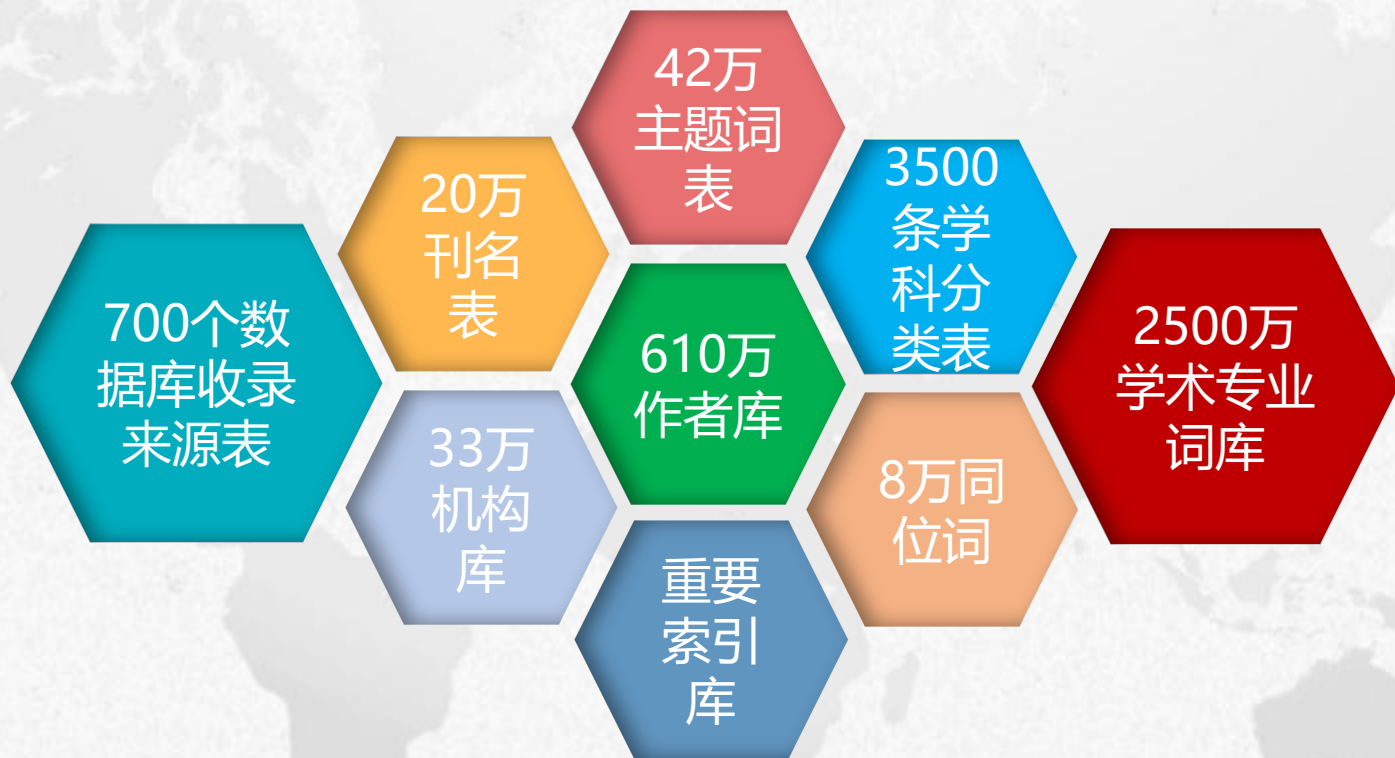 700个数
据库收录
来源表
20万
刊名
表
33万
机构
库
42万
主题词
表
610万
作者库
重要
索引
库
3500
条学
科分
类表
8万同
位词
2500万
学术专业
词库